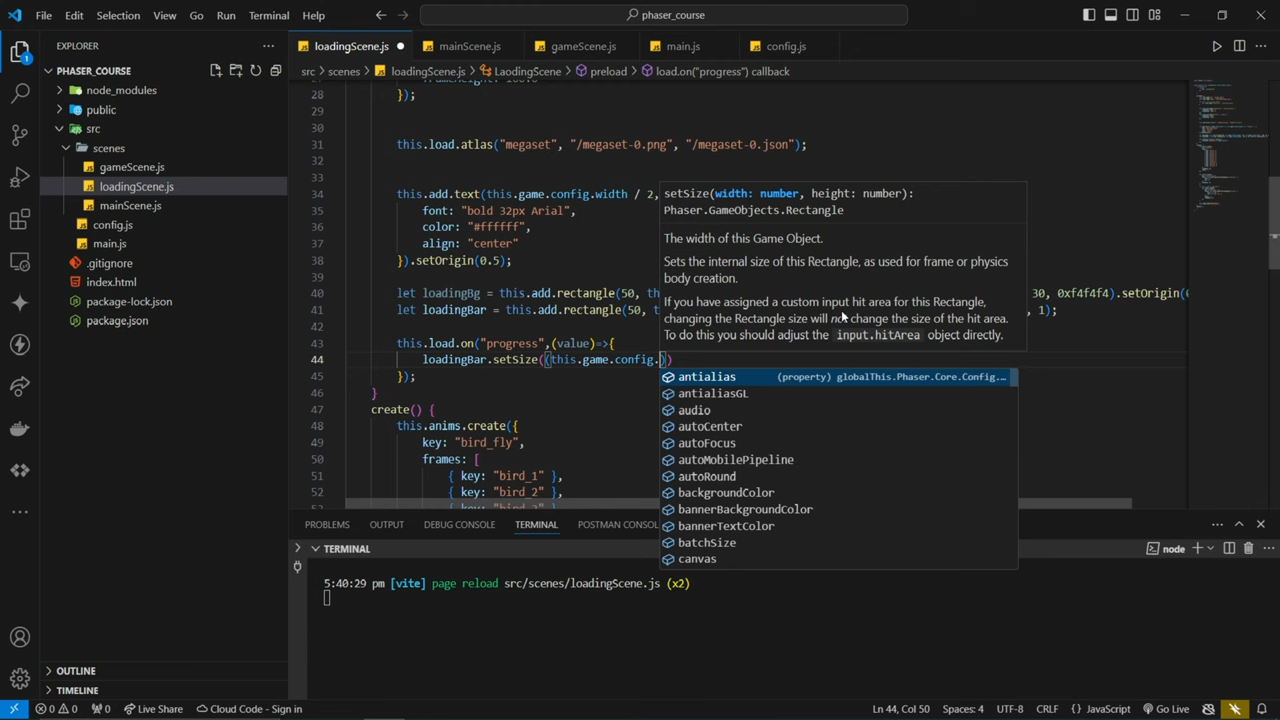 File Edit Selection View Go Run Terminal Help
phaser_course
EXPLORER
loadingScene.js
mainScene.js
gameScene.js
main.js
config.js
PHASER_COURSE
src > scenes > loadingScene.js > LaodingScene > preload > load.on("progress") callback
node_modules
public
src
scenes
gameScene.js
loadingScene.js
mainScene.js
config.js
main.js
.gitignore
index.html
package-lock.json
package.json
28 });
29
30
31 this.load.atlas("megaset", "/megaset-0.png", "/megaset-0.json");
32
33
34 this.add.text(this.game.config.width / 2,
35 font: "bold 32px Arial",
36 color: "#ffffff",
37 align: "center"
38 }).setOrigin(0.5);
39
40 let loadingBg = this.add.rectangle(50, th 30, 0xf4f4f4).setOrigin(0
41 let loadingBar = this.add.rectangle(50, t , 1);
42
43 this.load.on("progress",(value)=>{
44 loadingBar.setSize((this.game.config.))
45 });
46 }
47 create() {
48 this.anims.create({
49 key: "bird_fly",
50 frames: [
51 { key: "bird_1" },
52 { key: "bird_2" },
setSize(width: number, height: number):
Phaser.GameObjects.Rectangle
The width of this Game Object.
Sets the internal size of this Rectangle, as used for frame or physics
body creation.
If you have assigned a custom input hit area for this Rectangle,
changing the Rectangle size will not change the size of the hit area.
To do this you should adjust the input.hitArea object directly.
antialias (property) globalThis.Phaser.Core.Config...
antialiasGL
audio
autoCenter
autoFocus
autoMobilePipeline
autoRound
backgroundColor
bannerBackgroundColor
bannerTextColor
batchSize
canvas
PROBLEMS OUTPUT DEBUG CONSOLE TERMINAL POSTMAN CONSOL
TERMINAL
node
5:40:29 pm [vite] page reload src/scenes/loadingScene.js (x2)
OUTLINE
TIMELINE
0 0 0 Live Share Cloud Code - Sign in Ln 44, Col 50 Spaces: 4 UTF-8 CRLF JavaScript Go Live